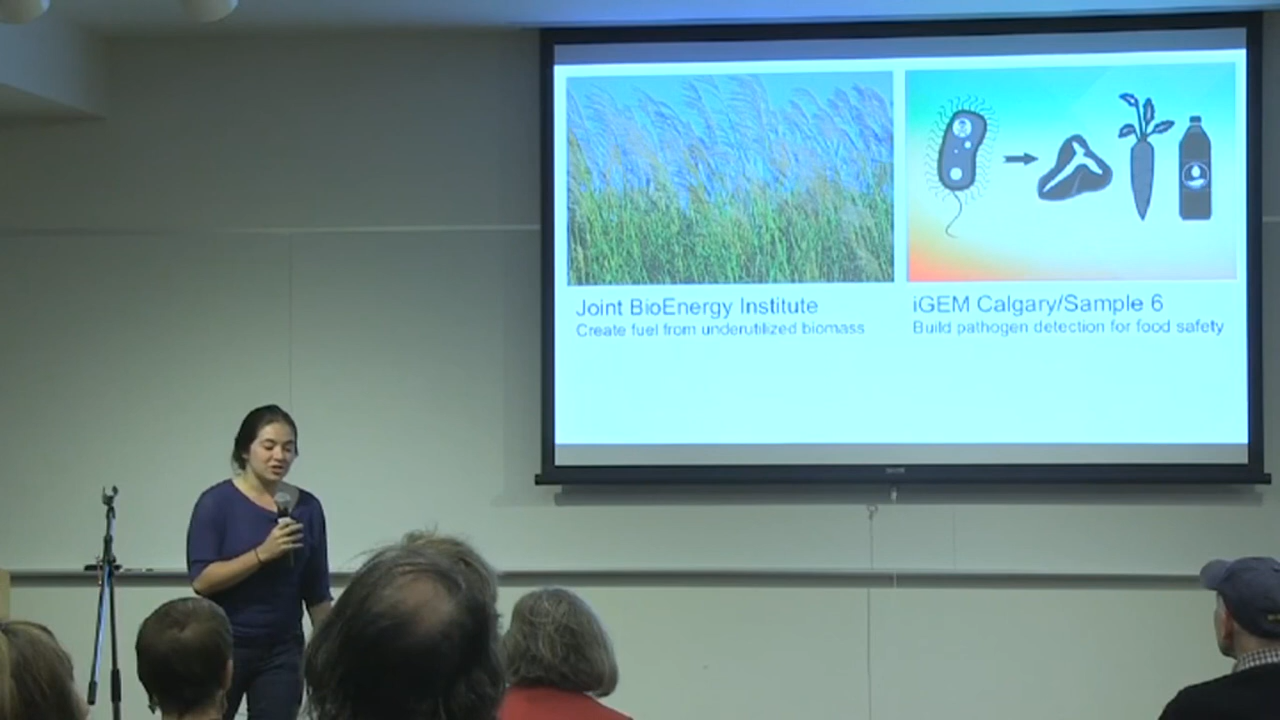 Joint BioEnergy Institute
Create fuel from underutilized biomass
iGEM Calgary/Sample 6
Build pathogen detection for food safety